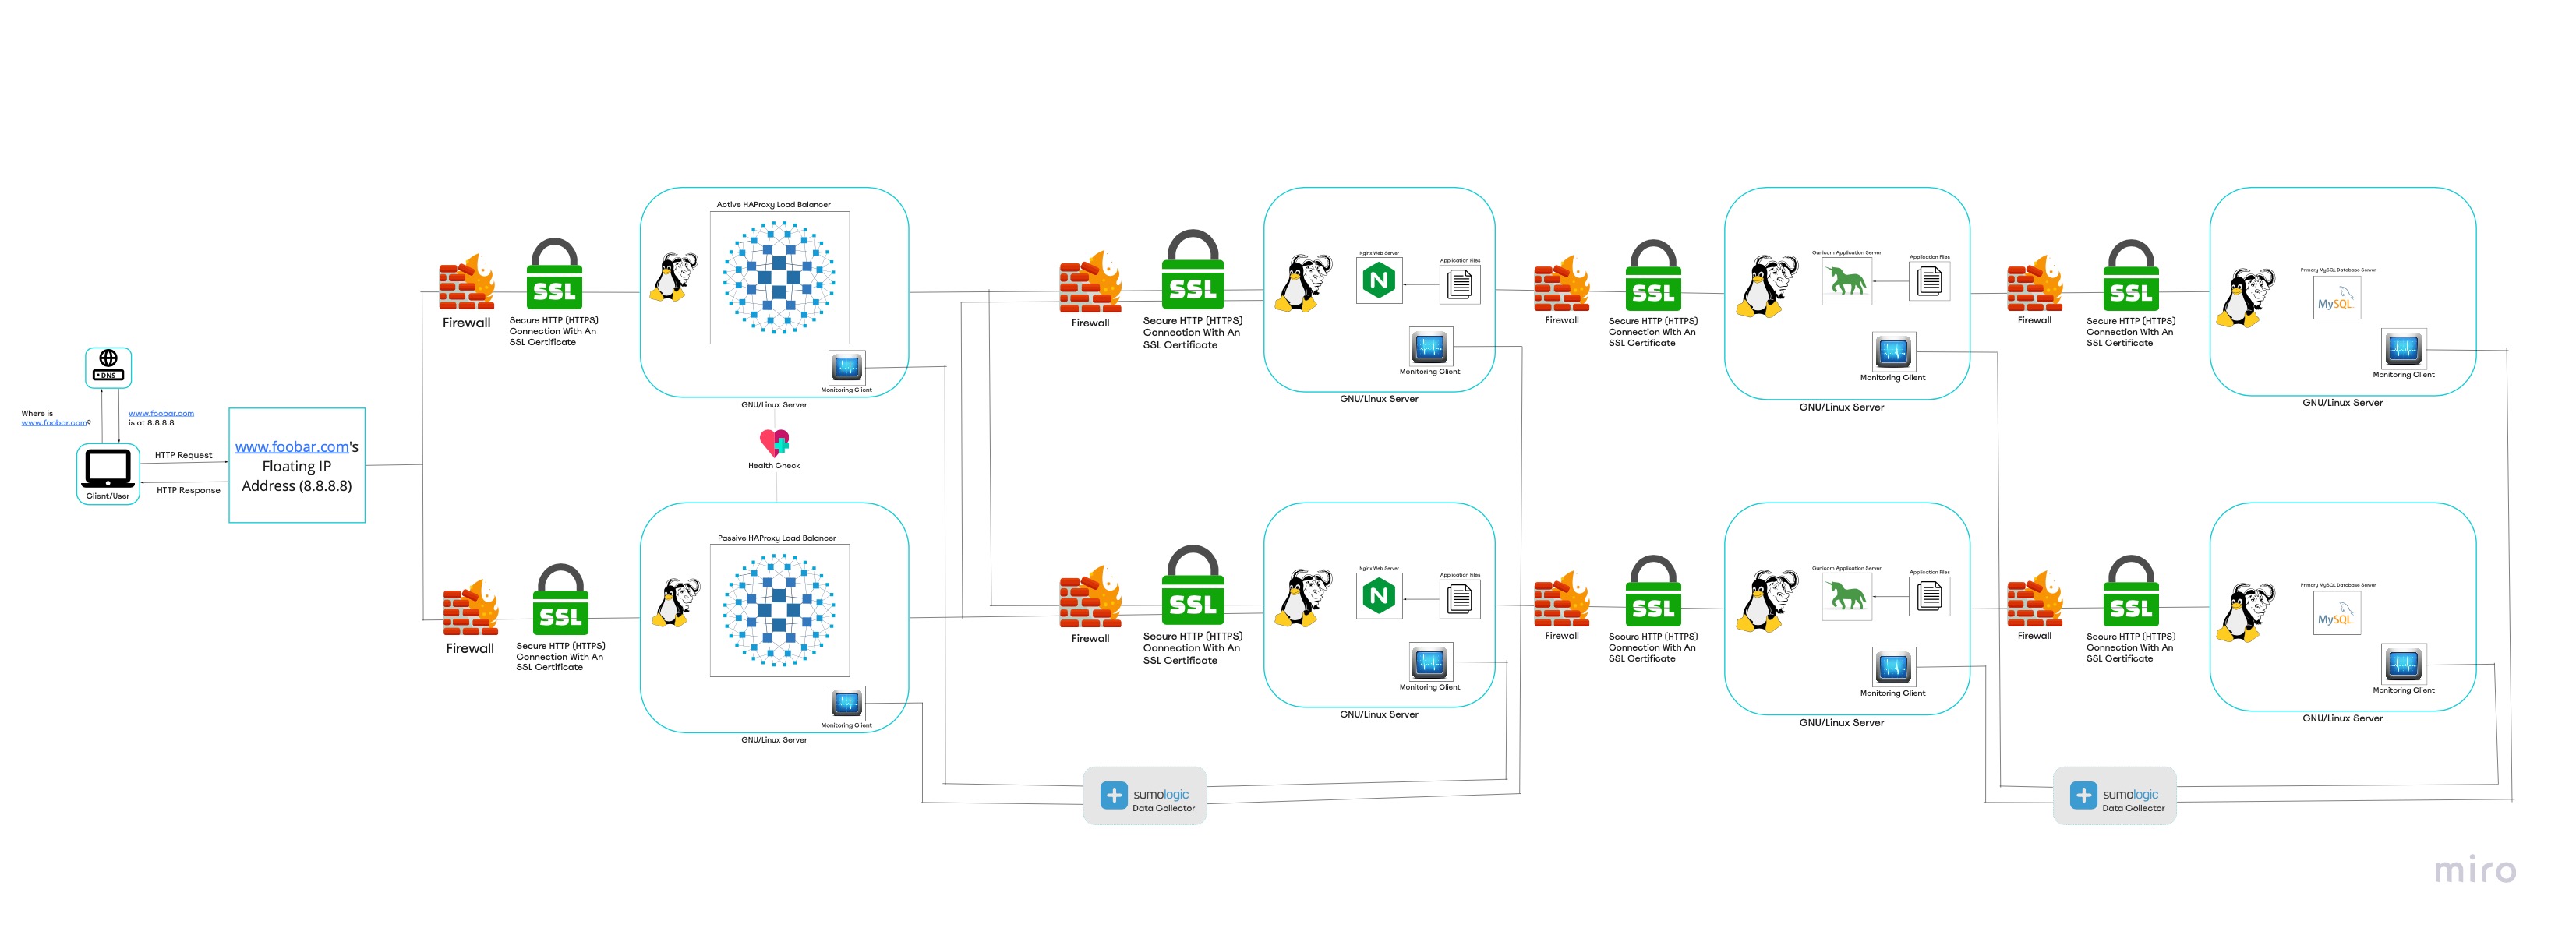 DNS
Where is
www.foobar.com?
www.foobar.com
is at 8.8.8.8
Client/User
HTTP Request
HTTP Response
www.foobar.com's
Floating IP
Address (8.8.8.8)
Firewall
SSL
Secure HTTP (HTTPS)
Connection With An
SSL Certificate
Active HAProxy Load Balancer
Monitoring Client
GNU/Linux Server
Health Check
Firewall
SSL
Secure HTTP (HTTPS)
Connection With An
SSL Certificate
Passive HAProxy Load Balancer
Monitoring Client
GNU/Linux Server
Firewall
SSL
Secure HTTP (HTTPS)
Connection With An
SSL Certificate
Nginx Web Server
N
Application Files
Monitoring Client
GNU/Linux Server
Firewall
SSL
Secure HTTP (HTTPS)
Connection With An
SSL Certificate
Gunicorn Application Server
Application Files
Monitoring Client
GNU/Linux Server
Firewall
SSL
Secure HTTP (HTTPS)
Connection With An
SSL Certificate
Primary MySQL Database Server
MySQL
Monitoring Client
GNU/Linux Server
Firewall
SSL
Secure HTTP (HTTPS)
Connection With An
SSL Certificate
Nginx Web Server
N
Application Files
Monitoring Client
GNU/Linux Server
Firewall
SSL
Secure HTTP (HTTPS)
Connection With An
SSL Certificate
Gunicorn Application Server
Application Files
Monitoring Client
GNU/Linux Server
Firewall
SSL
Secure HTTP (HTTPS)
Connection With An
SSL Certificate
Primary MySQL Database Server
MySQL
Monitoring Client
GNU/Linux Server
sumologic
Data Collector
sumologic
Data Collector
miro